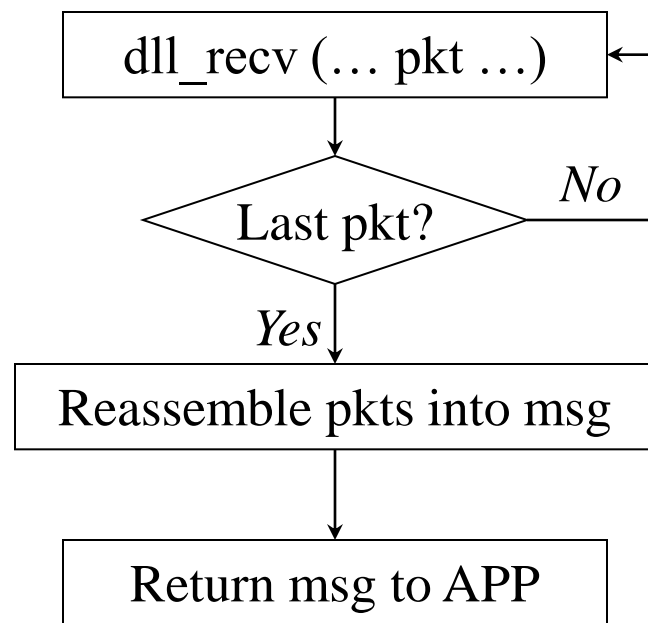 dll_recv (… pkt …)
No
Last pkt?
Yes
Reassemble pkts into msg
Return msg to APP